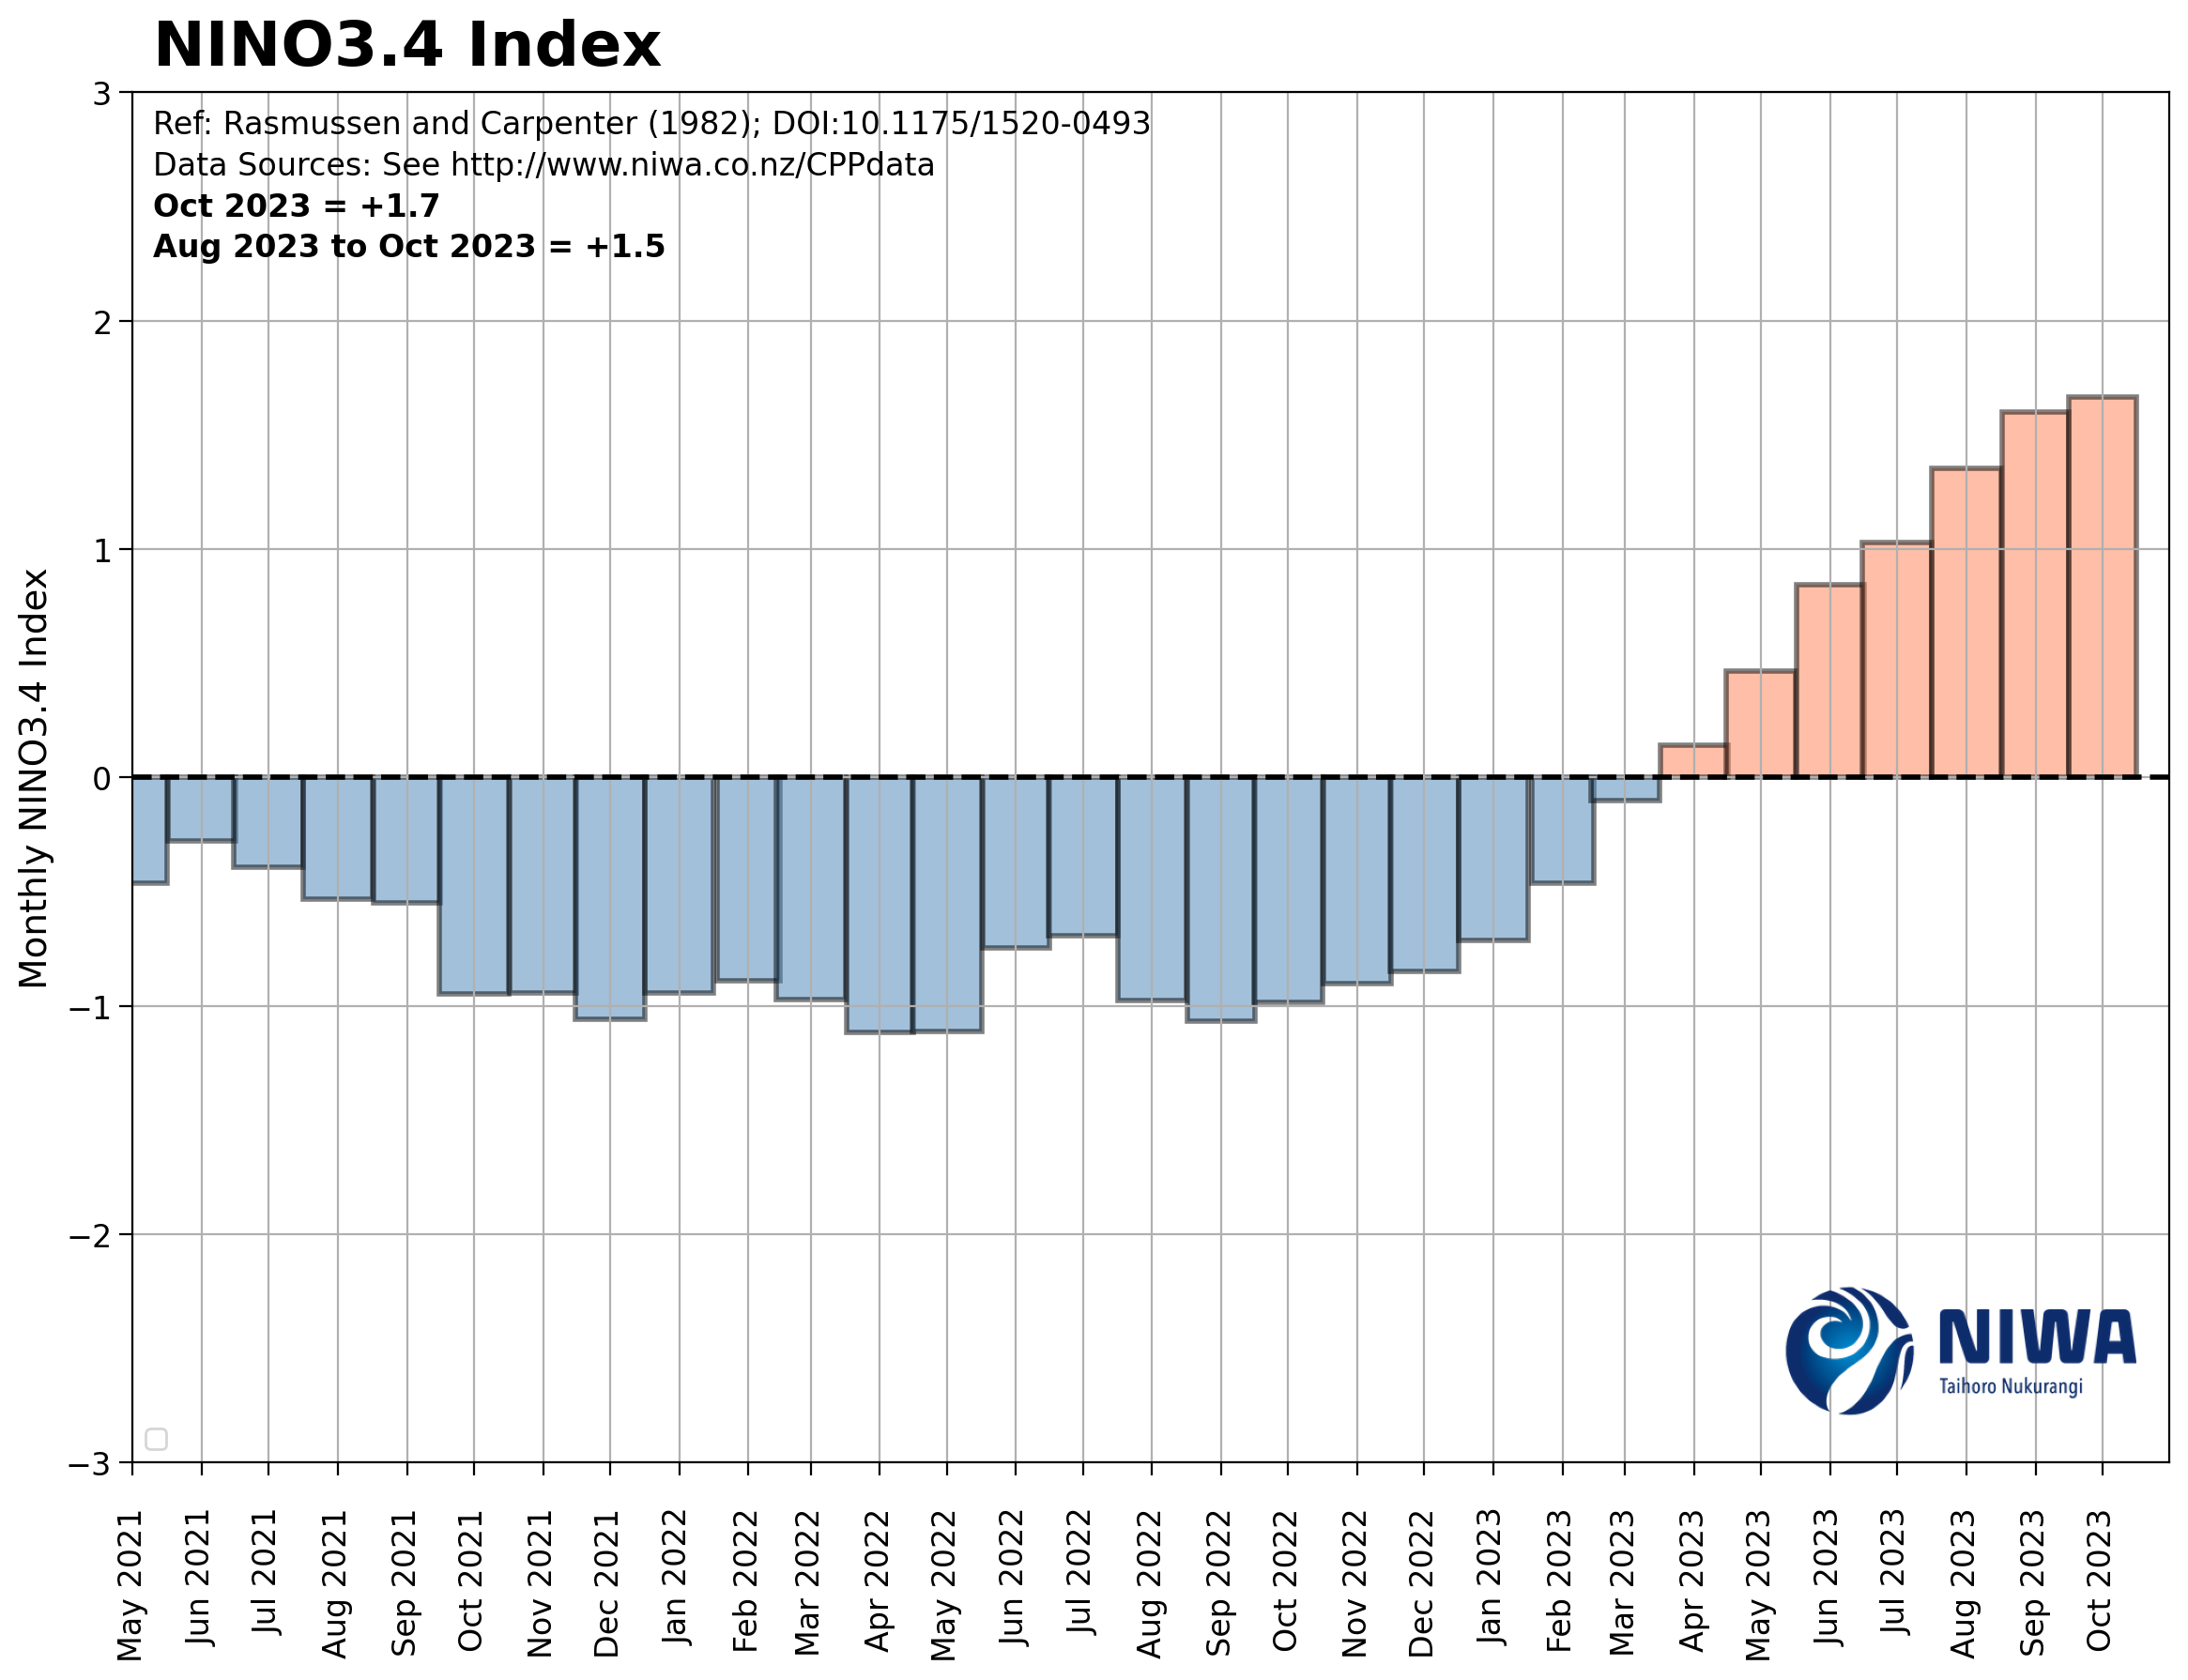 NINO3.4 Index
Ref: Rasmussen and Carpenter (1982); DOI:10.1175/1520-0493
Data Sources: See http://www.niwa.co.nz/CPPdata
Oct 2023 = +1.7
Aug 2023 to Oct 2023 = +1.5
Monthly NINO3.4 Index
3
2
1
0
−1
−2
−3
NIWA
Taihoro Nukurangi
May 2021
Jun 2021
Jul 2021
Aug 2021
Sep 2021
Oct 2021
Nov 2021
Dec 2021
Jan 2022
Feb 2022
Mar 2022
Apr 2022
May 2022
Jun 2022
Jul 2022
Aug 2022
Sep 2022
Oct 2022
Nov 2022
Dec 2022
Jan 2023
Feb 2023
Mar 2023
Apr 2023
May 2023
Jun 2023
Jul 2023
Aug 2023
Sep 2023
Oct 2023